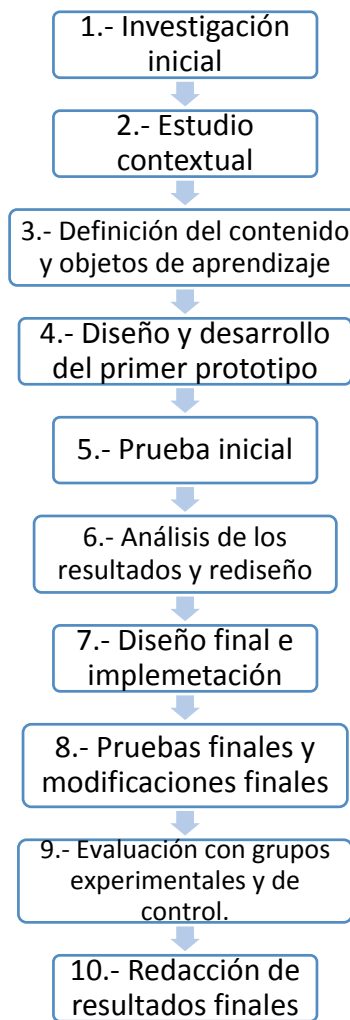 1.- Investigación
inicial
2.- Estudio
contextual
3.- Definición del contenido
y objetos de aprendizaje
4.- Diseño y desarrollo
del primer prototipo
5.- Prueba inicial
6.- Análisis de los
resultados y rediseño
7.- Diseño final e
implemetación
8.- Pruebas finales y
modificaciones finales
9.- Evaluación con grupos
experimentales y de
control.
10.- Redacción de
resultados finales